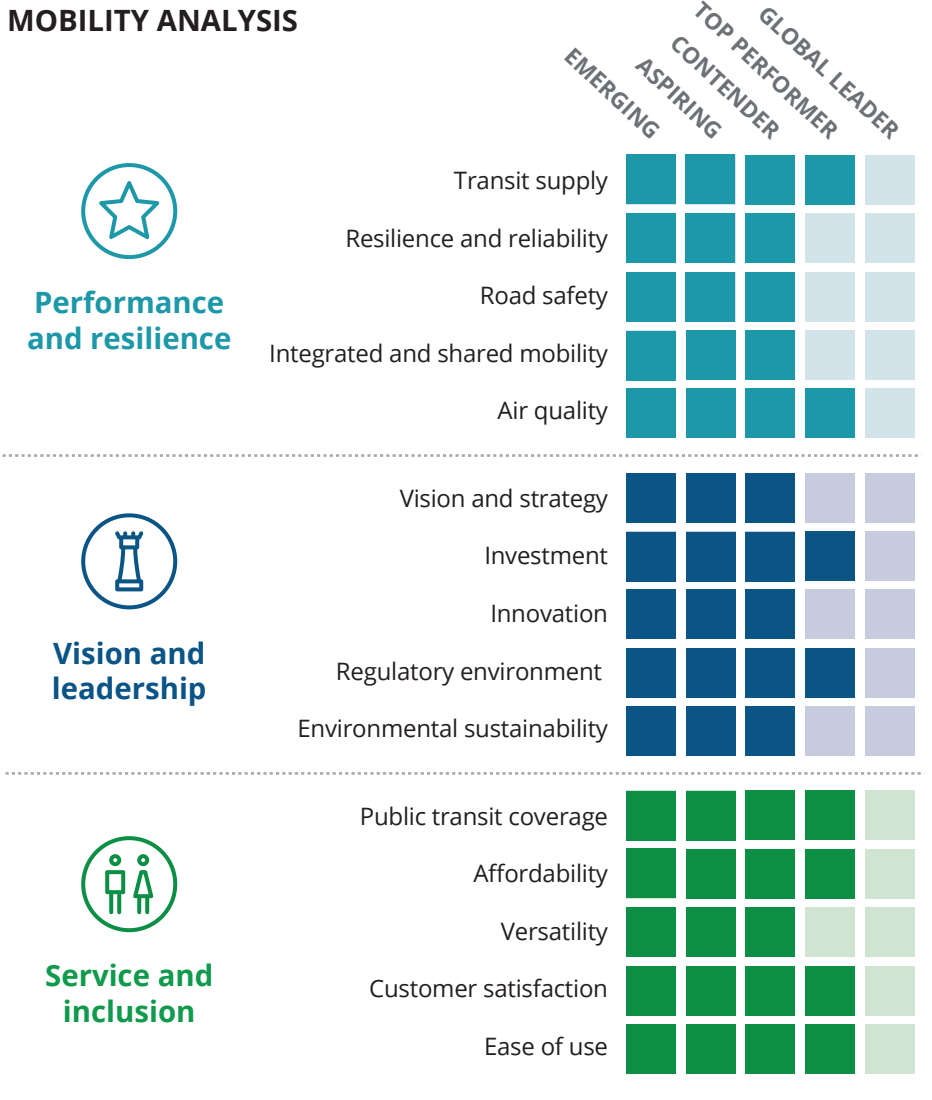 MOBILITY ANALYSIS
EMERGING
ASPIRING
CONTENDER
TOP PERFORMER
GLOBAL LEADER
Performance
and resilience
Transit supply
Resilience and reliability
Road safety
Integrated and shared mobility
Air quality
Vision and
leadership
Vision and strategy
Investment
Innovation
Regulatory environment
Environmental sustainability
Service and
inclusion
Public transit coverage
Affordability
Versatility
Customer satisfaction
Ease of use